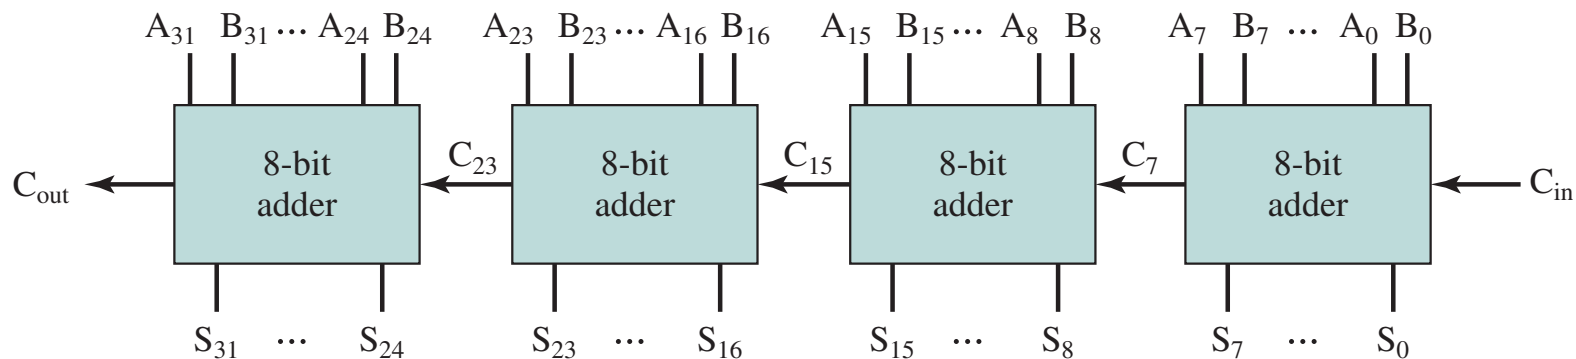 A₃₁ B₃₁ ··· A₂₄ B₂₄ A₂₃ B₂₃ ··· A₁₆ B₁₆ A₁₅ B₁₅ ··· A₈ B₈ A₇ B₇ ··· A₀ B₀
C₂₃ C₁₅ C₇
8-bit 8-bit 8-bit 8-bit
C_out adder adder adder adder C_in
S₃₁ ··· S₂₄ S₂₃ ··· S₁₆ S₁₅ ··· S₈ S₇ ··· S₀